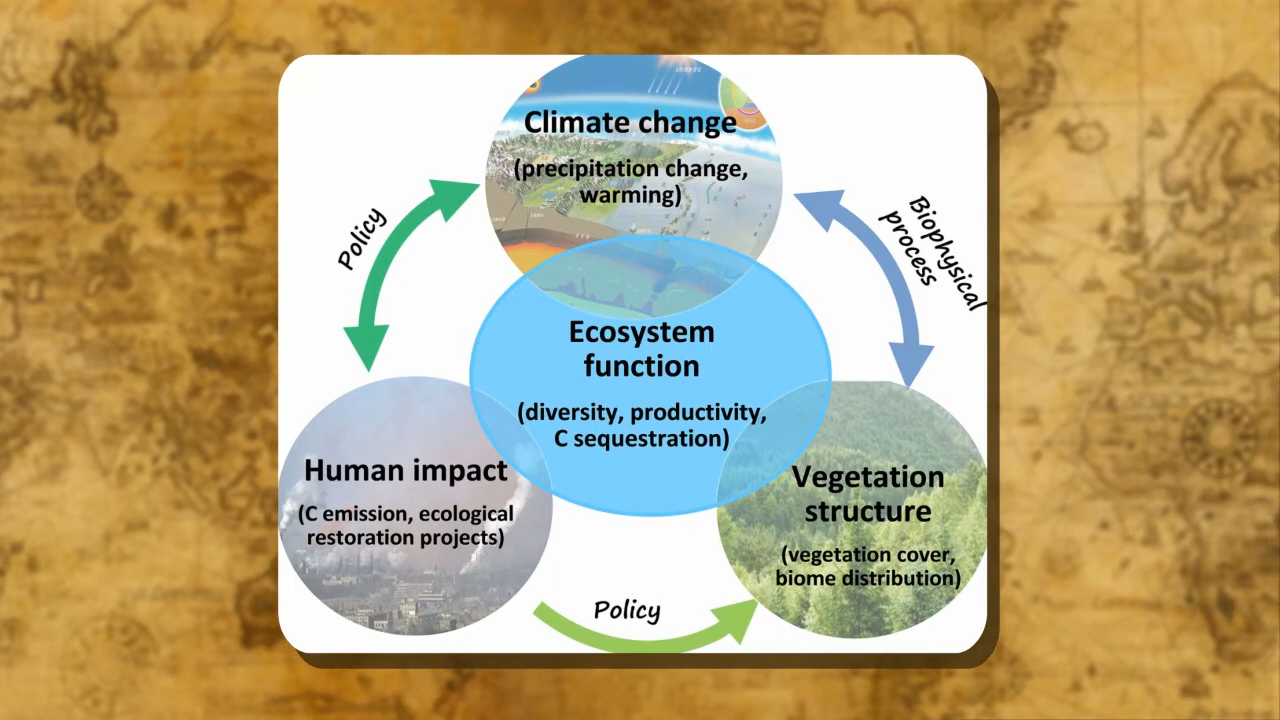 Climate change
(precipitation change,
warming)
Policy
Biophysical
process
Ecosystem
function
(diversity, productivity,
C sequestration)
Human impact
(C emission, ecological
restoration projects)
Vegetation
structure
(vegetation cover,
biome distribution)
Policy